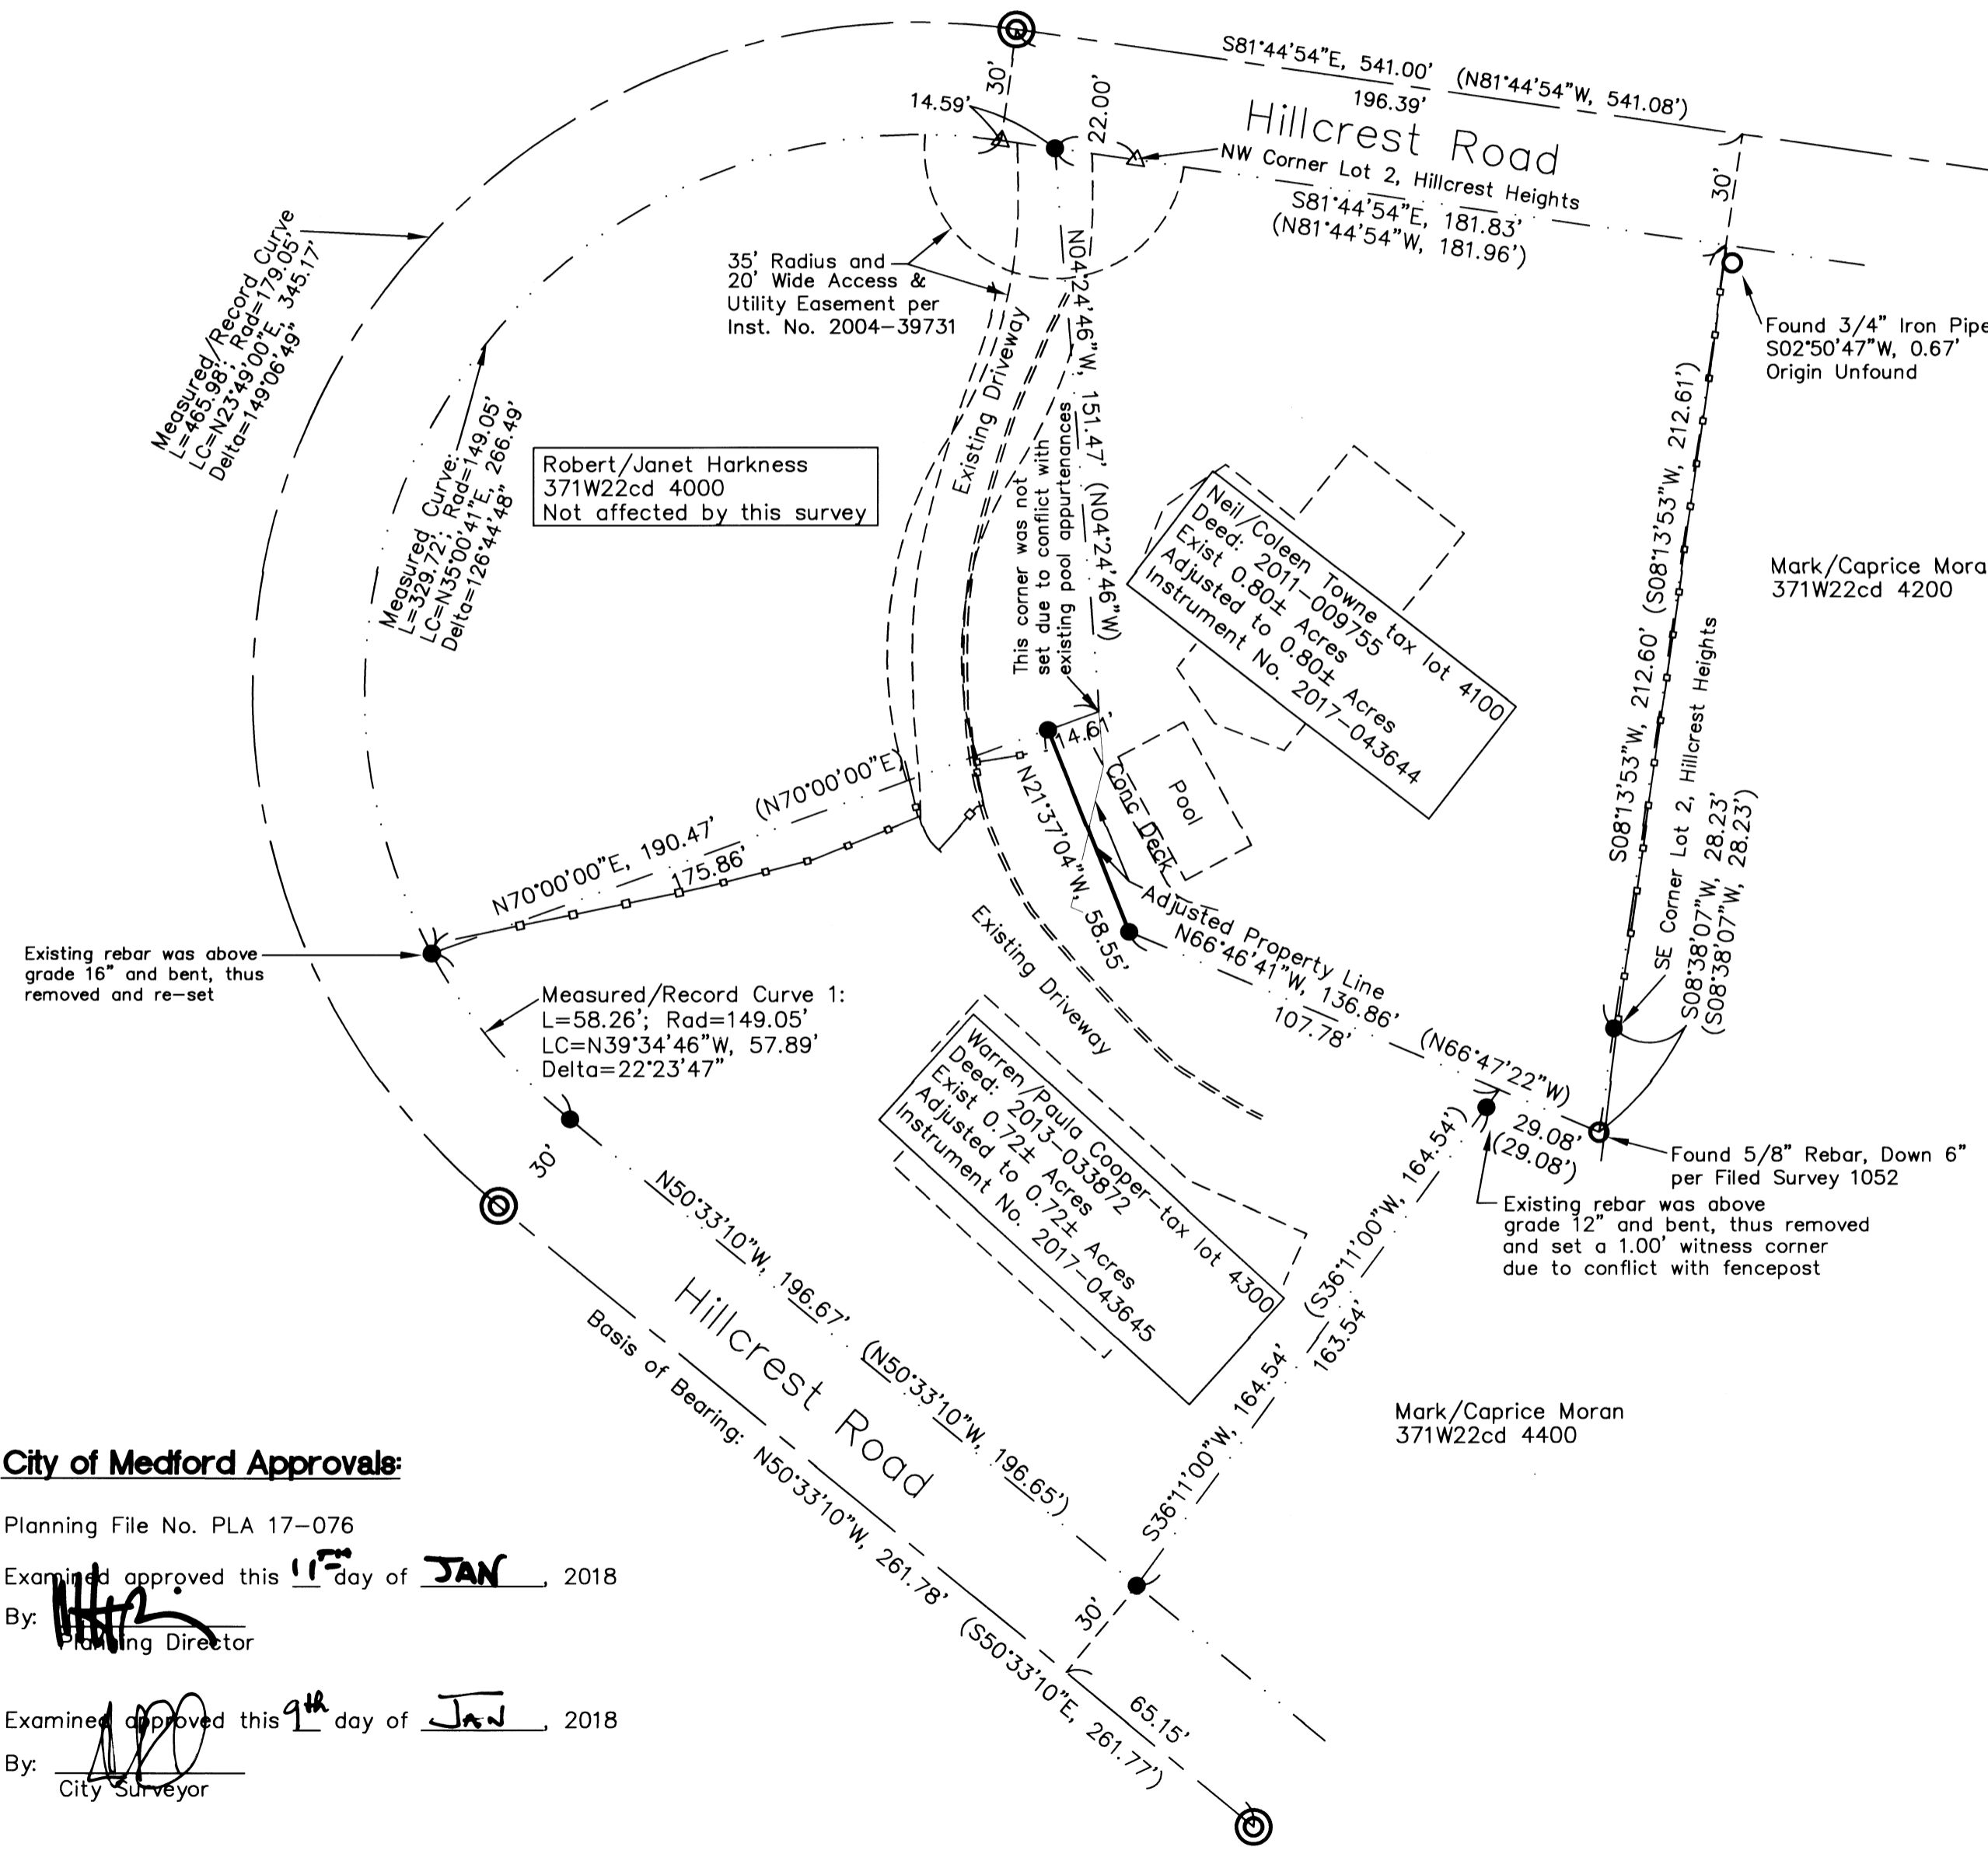 S81°44'54"E, 541.00' (N81°44'54"W, 541.08')
196.39'
Hillcrest Road
30'
14.59'
22.00'
NW Corner Lot 2, Hillcrest Heights
S81°44'54"E, 181.83'
(N81°44'54"W, 181.96')
30'
Measured/Record Curve
L=465.98'; Rad=179.05'
LC=N23°49'00"E, 345.17'
Delta=149°06'49"
35' Radius and
20' Wide Access &
Utility Easement per
Inst. No. 2004-39731
Found 3/4" Iron Pipe
S02°50'47"W, 0.67'
Origin Unfound
Measured Curve:
L=329.72'; Rad=149.05'
LC=N35°00'41"E, 266.49'
Delta=126°44'48"
Robert/Janet Harkness
371W22cd 4000
Not affected by this survey
Existing Driveway
This corner was not
set due to conflict with
existing pool appurtenances
N04°24'46"W, 151.47' (N04°24'46"W)
Neil/Coleen Towne tax lot 4100
Deed: 2011-009755
Exist 0.80± Acres
Adjusted to 0.80± Acres
Instrument No. 2017-043644
S08°13'53"W, 212.60' (S08°13'53"W, 212.61')
Mark/Caprice Mora
371W22cd 4200
SE Corner Lot 2, Hillcrest Heights
S08°38'07"W, 28.23'
(S08°38'07"W, 28.23')
14.61'
Conc Deck
Pool
N21°37'04"W, 58.55'
N70°00'00"E, 190.47' (N70°00'00"E)
175.86'
Existing rebar was above
grade 16" and bent, thus
removed and re-set
Existing Driveway
Adjusted Property Line
N66°46'41"W, 136.86' (N66°47'22"W)
107.78'
29.08'
(29.08')
Measured/Record Curve 1:
L=58.26'; Rad=149.05'
LC=N39°34'46"W, 57.89'
Delta=22°23'47"
Warren/Paula Cooper-tax lot 4300
Deed: 2013-033872
Exist 0.72± Acres
Adjusted to 0.72± Acres
Instrument No. 2017-043645
Found 5/8" Rebar, Down 6"
per Filed Survey 1052
Existing rebar was above
grade 12" and bent, thus removed
and set a 1.00' witness corner
due to conflict with fencepost
30'
N50°33'10"W, 196.67' (N50°33'10"W, 196.65')
Hillcrest Road
Basis of Bearing: N50°33'10"W, 261.78' (S50°33'10"E, 261.77')
S36°11'00"W, 164.54' (S36°11'00"W, 164.54')
163.54'
Mark/Caprice Moran
371W22cd 4400
30'
65.15'
City of Medford Approvals:
Planning File No. PLA 17-076
Examined approved this 11TH day of JAN, 2018
By:
Planning Director
Examined approved this 9th day of JAN, 2018
By:
City Surveyor